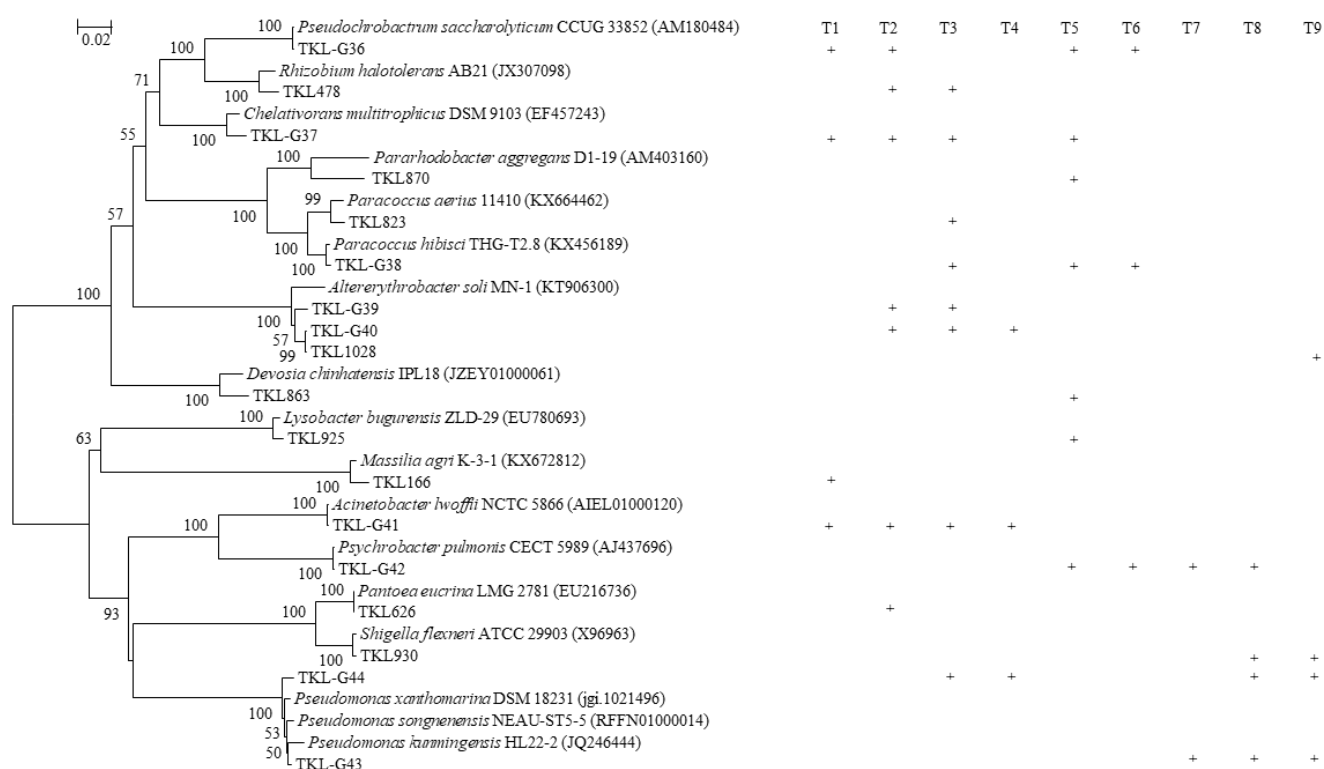 0.02
T1 T2 T3 T4 T5 T6 T7 T8 T9
100 Pseudochrobactrum saccharolyticum CCUG 33852 (AM180484)
100 TKL-G36 + + + +
Rhizobium halotolerans AB21 (JX307098)
71 100 TKL478 + +
Chelativorans multitrophicus DSM 9103 (EF457243)
55 100 TKL-G37 + + + +
100 Pararhodobacter aggregans D1-19 (AM403160)
TKL870 +
99 Paracoccus aerius 11410 (KX664462)
57 100 TKL823 +
100 Paracoccus hibisci THG-T2.8 (KX456189)
100 TKL-G38 + + +
Altererythrobacter soli MN-1 (KT906300)
100 TKL-G39 + +
100 57 TKL-G40 + + +
99 TKL1028 +
Devosia chinhatensis IPL18 (JZEY01000061)
100 TKL863 +
100 Lysobacter bugurensis ZLD-29 (EU780693)
63 TKL925 +
Massilia agri K-3-1 (KX672812)
100 TKL166 +
100 Acinetobacter lwoffii NCTC 5866 (AIEL01000120)
100 TKL-G41 + + + +
Psychrobacter pulmonis CECT 5989 (AJ437696)
100 TKL-G42 + + + +
100 Pantoea eucrina LMG 2781 (EU216736)
93 100 TKL626 +
Shigella flexneri ATCC 29903 (X96963)
100 TKL930 + +
TKL-G44 + + + +
Pseudomonas xanthomarina DSM 18231 (jgi.1021496)
100 Pseudomonas songnenensis NEAU-ST5-5 (RFFN01000014)
53 Pseudomonas kunmingensis HL22-2 (JQ246444)
50 TKL-G43 + + +